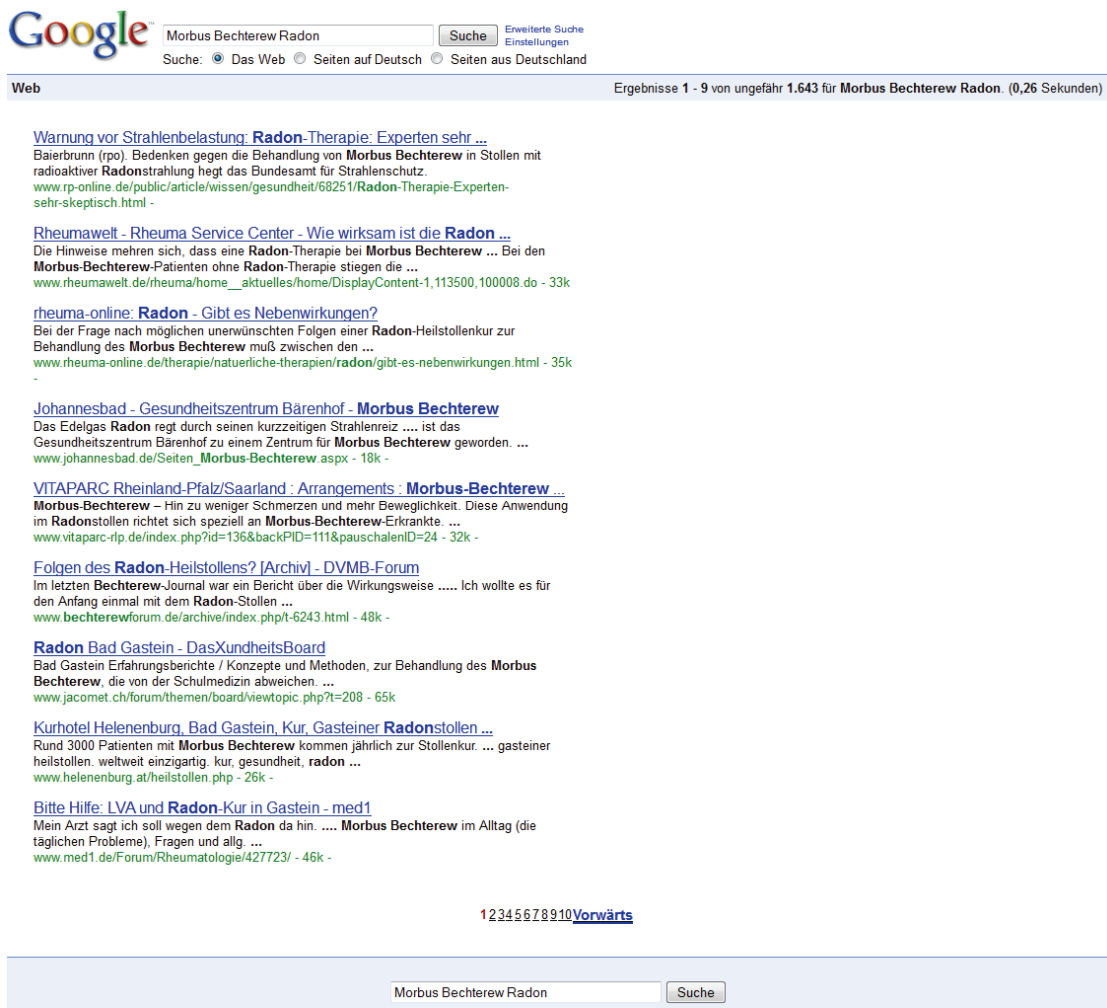 Google
Morbus Bechterew Radon
Suche
Erweiterte Suche
Einstellungen
Suche: Das Web Seiten auf Deutsch Seiten aus Deutschland
Web
Ergebnisse 1 - 9 von ungefähr 1.643 für Morbus Bechterew Radon. (0,26 Sekunden)
Warnung vor Strahlenbelastung: Radon-Therapie: Experten sehr ...
Baierbrunn (rpo). Bedenken gegen die Behandlung von Morbus Bechterew in Stollen mit
radioaktiver Radonstrahlung hegt das Bundesamt für Strahlenschutz.
www.rp-online.de/public/article/wissen/gesundheit/68251/Radon-Therapie-Experten-
sehr-skeptisch.html -
Rheumawelt - Rheuma Service Center - Wie wirksam ist die Radon ...
Die Hinweise mehren sich, dass eine Radon-Therapie bei Morbus Bechterew ... Bei den
Morbus-Bechterew-Patienten ohne Radon-Therapie stiegen die ...
www.rheumawelt.de/rheuma/home__aktuelles/home/DisplayContent-1,113500,100008.do - 33k
rheuma-online: Radon - Gibt es Nebenwirkungen?
Bei der Frage nach möglichen unerwünschten Folgen einer Radon-Heilstollenkur zur
Behandlung des Morbus Bechterew muß zwischen den ...
www.rheuma-online.de/therapie/natuerliche-therapien/radon/gibt-es-nebenwirkungen.html - 35k
-
Johannesbad - Gesundheitszentrum Bärenhof - Morbus Bechterew
Das Edelgas Radon regt durch seinen kurzzeitigen Strahlenreiz .... ist das
Gesundheitszentrum Bärenhof zu einem Zentrum für Morbus Bechterew geworden. ...
www.johannesbad.de/Seiten_Morbus-Bechterew.aspx - 18k -
VITAPARC Rheinland-Pfalz/Saarland : Arrangements : Morbus-Bechterew ...
Morbus-Bechterew – Hin zu weniger Schmerzen und mehr Beweglichkeit. Diese Anwendung
im Radonstollen richtet sich speziell an Morbus-Bechterew-Erkrankte. ...
www.vitaparc-rlp.de/index.php?id=136&backPID=111&pauschalenID=24 - 32k -
Folgen des Radon-Heilstollens? [Archiv] - DVMB-Forum
Im letzten Bechterew-Journal war ein Bericht über die Wirkungsweise ..... Ich wollte es für
den Anfang einmal mit dem Radon-Stollen ...
www.bechterewforum.de/archive/index.php/t-6243.html - 48k -
Radon Bad Gastein - DasXundheitsBoard
Bad Gastein Erfahrungsberichte / Konzepte und Methoden, zur Behandlung des Morbus
Bechterew, die von der Schulmedizin abweichen. ...
www.jacomet.ch/forum/themen/board/viewtopic.php?t=208 - 65k
Kurhotel Helenenburg, Bad Gastein, Kur, Gasteiner Radonstollen ...
Rund 3000 Patienten mit Morbus Bechterew kommen jährlich zur Stollenkur. ... gasteiner
heilstollen. weltweit einzigartig. kur, gesundheit, radon ...
www.helenenburg.at/heilstollen.php - 26k -
Bitte Hilfe: LVA und Radon-Kur in Gastein - med1
Mein Arzt sagt ich soll wegen dem Radon da hin. .... Morbus Bechterew im Alltag (die
täglichen Probleme), Fragen und allg. ...
www.med1.de/Forum/Rheumatologie/427723/ - 46k -
1 2 3 4 5 6 7 8 9 10 Vorwärts
Morbus Bechterew Radon
Suche